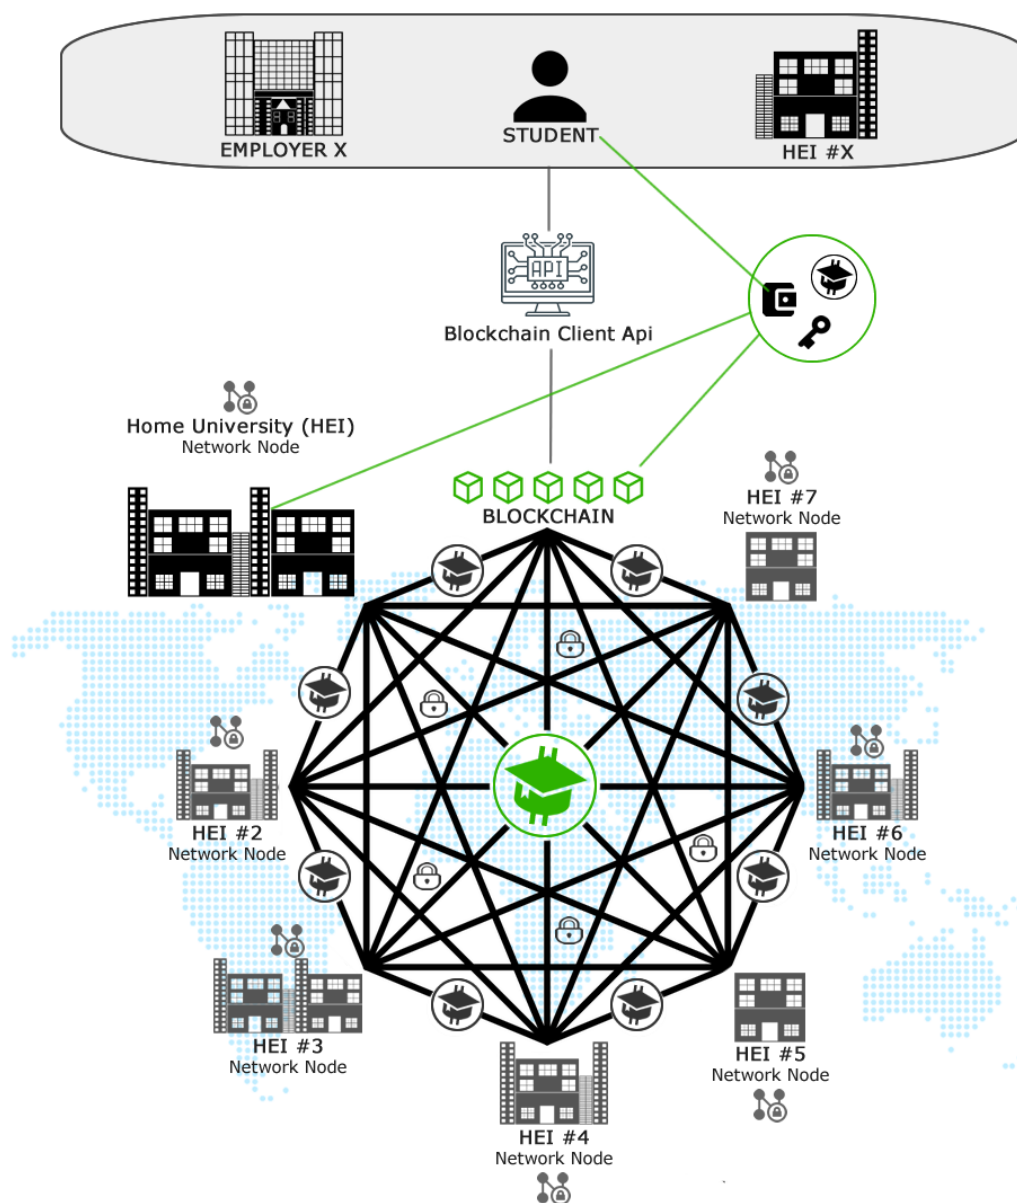 EMPLOYER X
STUDENT
HEI #X
API
Blockchain Client Api
Home University (HEI)
Network Node
BLOCKCHAIN
HEI #7
Network Node
HEI #2
Network Node
HEI #6
Network Node
HEI #3
Network Node
HEI #5
Network Node
HEI #4
Network Node